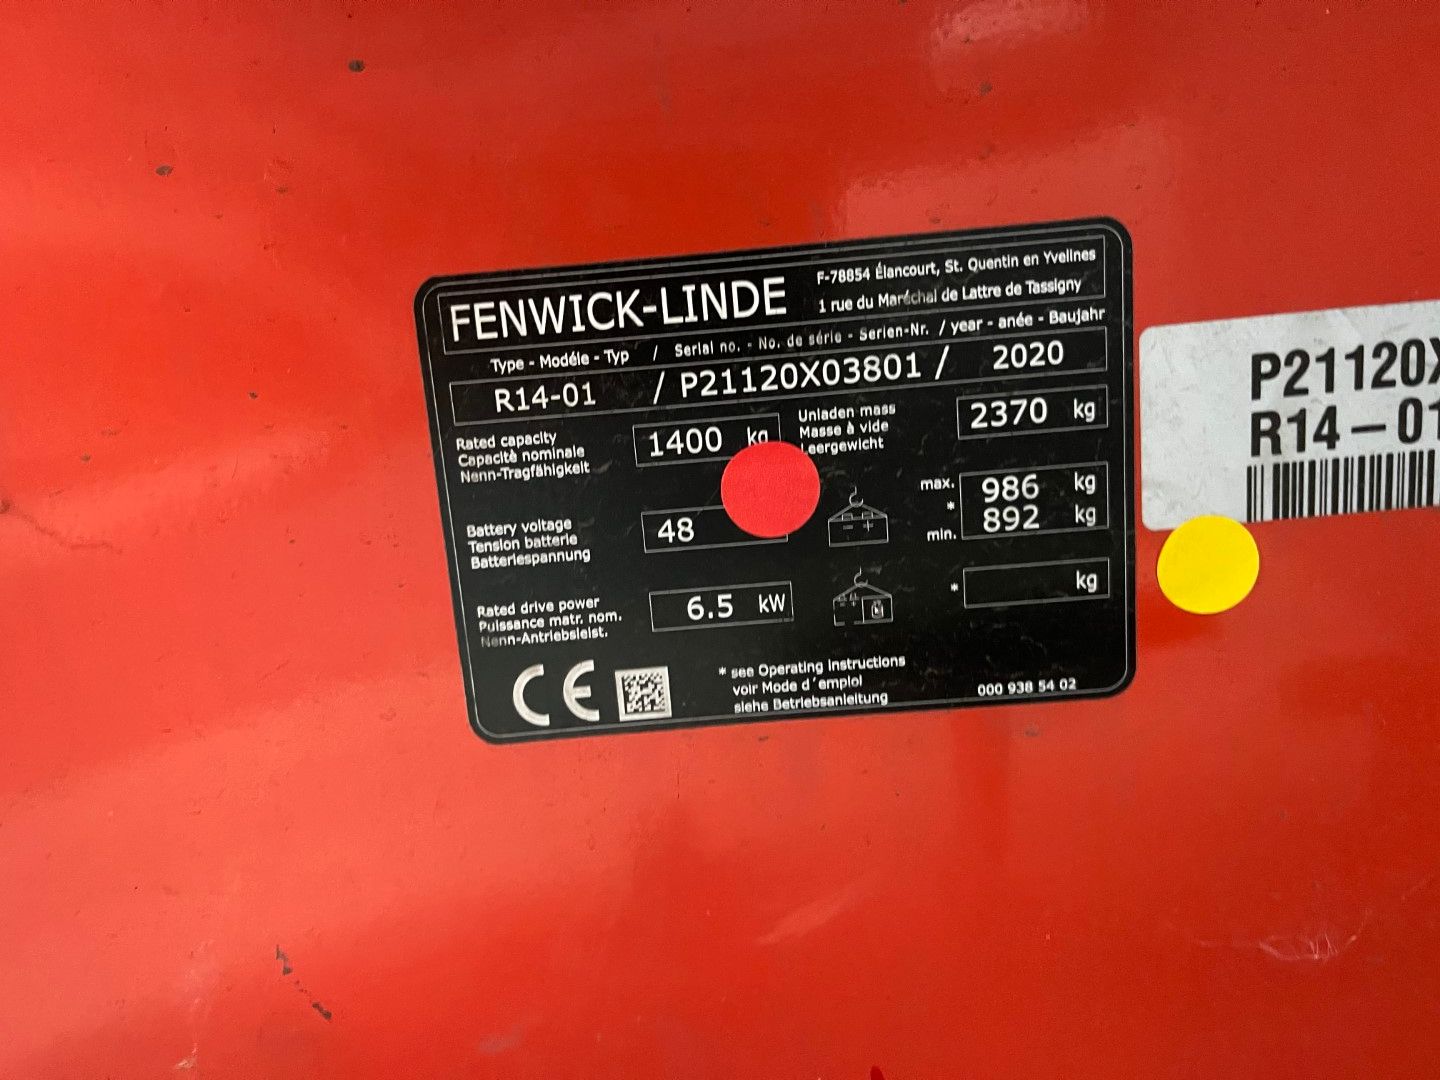 FENWICK-LINDE
F-78854 Élancourt, St. Quentin en Yvelines
1 rue du Maréchal de Lattre de Tassigny
Type - Modéle - Typ / Serial no. - No. de série - Serien-Nr. / year - anée - Baujahr
R14-01 / P21120X03801 / 2020
Rated capacity
Capacité nominale
Nenn-Tragfähigkeit
1400 kg
Unladen mass
Masse à vide
Leergewicht
2370 kg
Battery voltage
Tension batterie
Batteriespannung
48
- +
max. 986 kg
*
min. 892 kg
Rated drive power
Puissance matr. nom.
Nenn-Antriebsleist.
6.5 kW
* kg
CE
* see Operating instructions
voir Mode d´emploi
siehe Betriebsanleitung
000 938 54 02
P21120X
R14-01